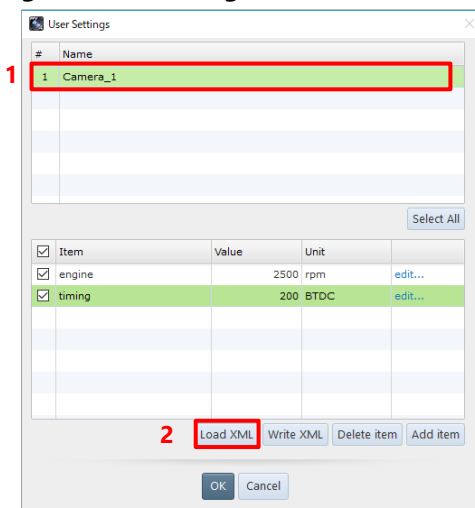 User Settings
# Name
1
1 Camera_1
Select All
Item Value Unit
engine 2500 rpm edit...
timing 200 BTDC edit...
2
Load XML Write XML Delete item Add item
OK Cancel